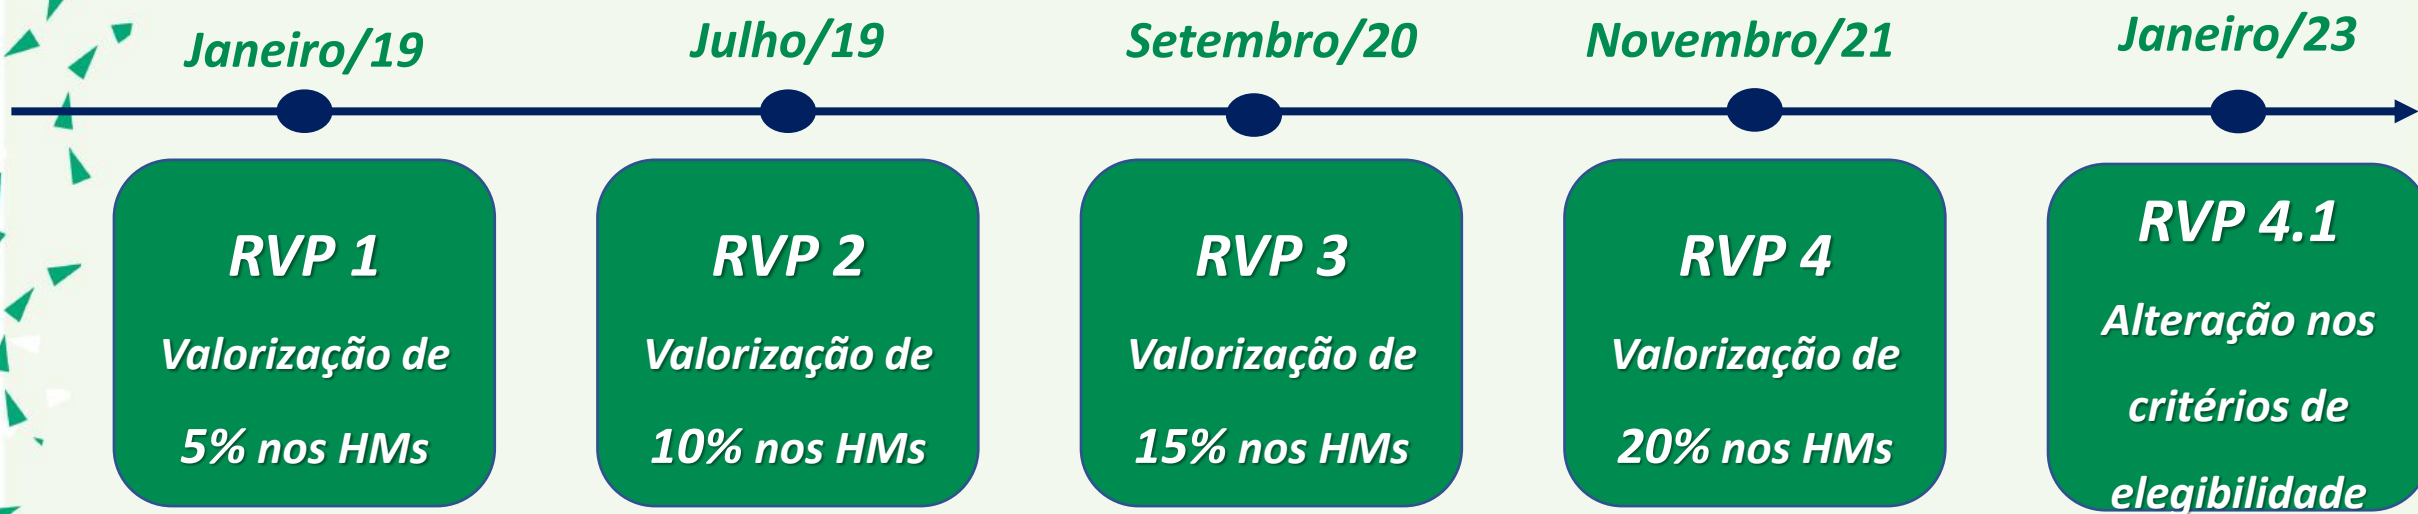 Janeiro/19
Julho/19
Setembro/20
Novembro/21
Janeiro/23
RVP 1
Valorização de
5% nos HMs
RVP 2
Valorização de
10% nos HMs
RVP 3
Valorização de
15% nos HMs
RVP 4
Valorização de
20% nos HMs
RVP 4.1
Alteração nos
critérios de
elegibilidade